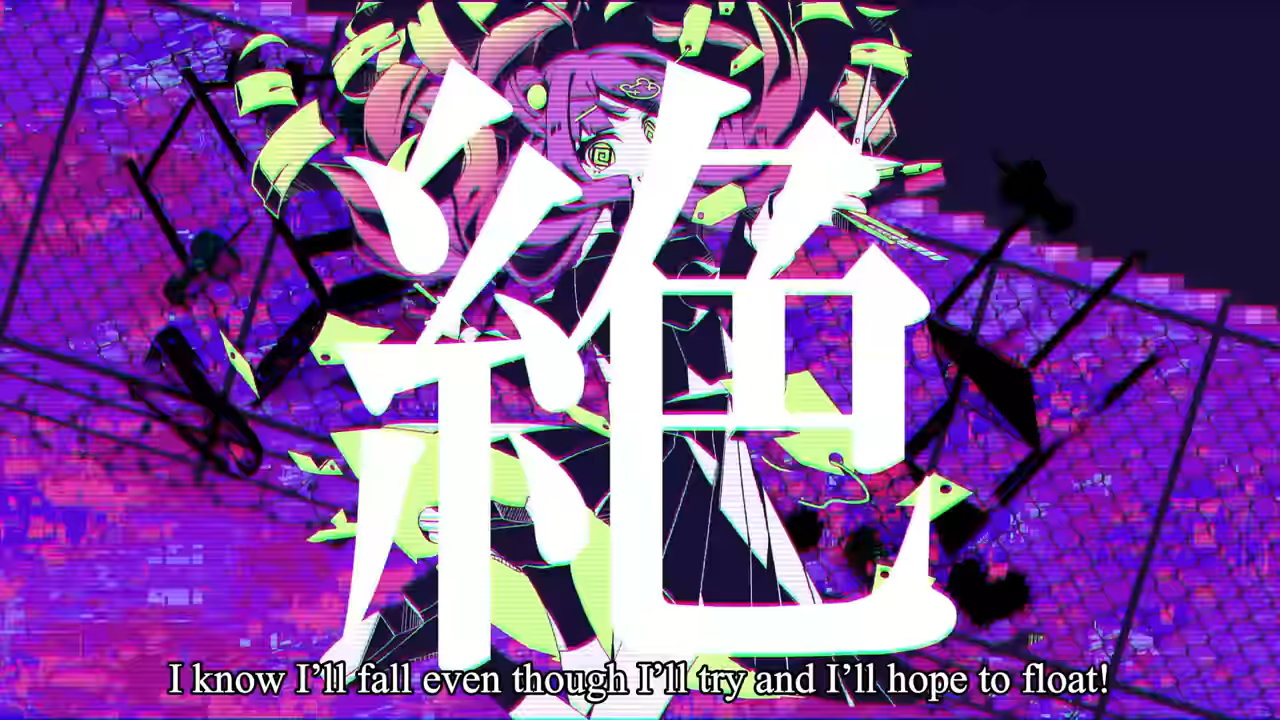 絶
I know I'll fall even though I'll try and I'll hope to float!